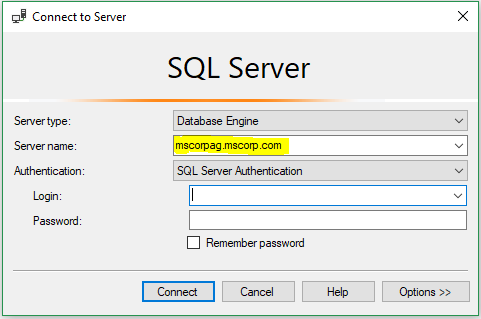 Connect to Server
SQL Server
Server type: Database Engine
Server name: mscorpag.mscorp.com
Authentication: SQL Server Authentication
Login:
Password:
Remember password
Connect Cancel Help Options >>